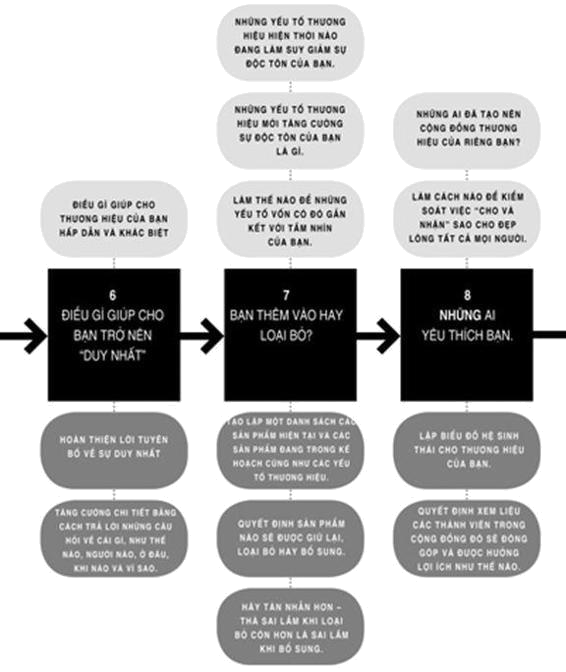 NHỮNG YẾU TỐ THƯƠNG
HIỆU HIỆN THỜI NÀO
ĐANG LÀM SUY GIẢM SỰ
ĐỘC TÔN CỦA BẠN.
NHỮNG YẾU TỐ THƯƠNG
HIỆU MỚI TĂNG CƯỜNG
SỰ ĐỘC TÔN CỦA BẠN
LÀ GÌ.
NHỮNG AI ĐÃ TẠO NÊN
CỘNG ĐỒNG THƯƠNG
HIỆU CỦA RIÊNG BẠN?
ĐIỀU GÌ GIÚP CHO
THƯƠNG HIỆU CỦA BẠN
HẤP DẪN VÀ KHÁC BIỆT
LÀM THẾ NÀO ĐỂ NHỮNG
YẾU TỐ VỐN CÓ ĐÓ GẮN
KẾT VỚI TẦM NHÌN
CỦA BẠN.
LÀM CÁCH NÀO ĐỂ KIỂM
SOÁT VIỆC “CHO VÀ
NHẬN” SAO CHO ĐẸP
LÒNG TẤT CẢ MỌI NGƯỜI.
6
ĐIỀU GÌ GIÚP CHO
BẠN TRỞ NÊN
“DUY NHẤT”
7
BẠN THÊM VÀO HAY
LOẠI BỎ?
8
NHỮNG AI
YÊU THÍCH BẠN.
HOÀN THIỆN LỜI TUYÊN
BỐ VỀ SỰ DUY NHẤT
TẠO LẬP MỘT DANH SÁCH CÁC
SẢN PHẨM HIỆN TẠI VÀ CÁC
SẢN PHẨM ĐANG TRONG KẾ
HOẠCH CŨNG NHƯ CÁC YẾU
TỐ THƯƠNG HIỆU.
LẬP BIỂU ĐỒ HỆ SINH
THÁI CHO THƯƠNG HIỆU
CỦA BẠN.
TĂNG CƯỜNG CHI TIẾT BẰNG
CÁCH TRẢ LỜI NHỮNG CÂU
HỎI VỀ CÁI GÌ, NHƯ THẾ
NÀO, NGƯỜI NÀO, Ở ĐÂU,
KHI NÀO VÀ VÌ SAO.
QUYẾT ĐỊNH SẢN PHẨM
NÀO SẼ ĐƯỢC GIỮ LẠI,
LOẠI BỎ HAY BỔ SUNG.
QUYẾT ĐỊNH XEM LIỆU
CÁC THÀNH VIÊN TRONG
CỘNG ĐỒNG ĐÓ SẼ ĐÓNG
GÓP VÀ ĐƯỢC HƯỞNG
LỢI ÍCH NHƯ THẾ NÀO.
HÃY TÀN NHẪN HƠN –
THÀ SAI LẦM KHI LOẠI
BỎ CÒN HƠN LÀ SAI LẦM
KHI BỔ SUNG.